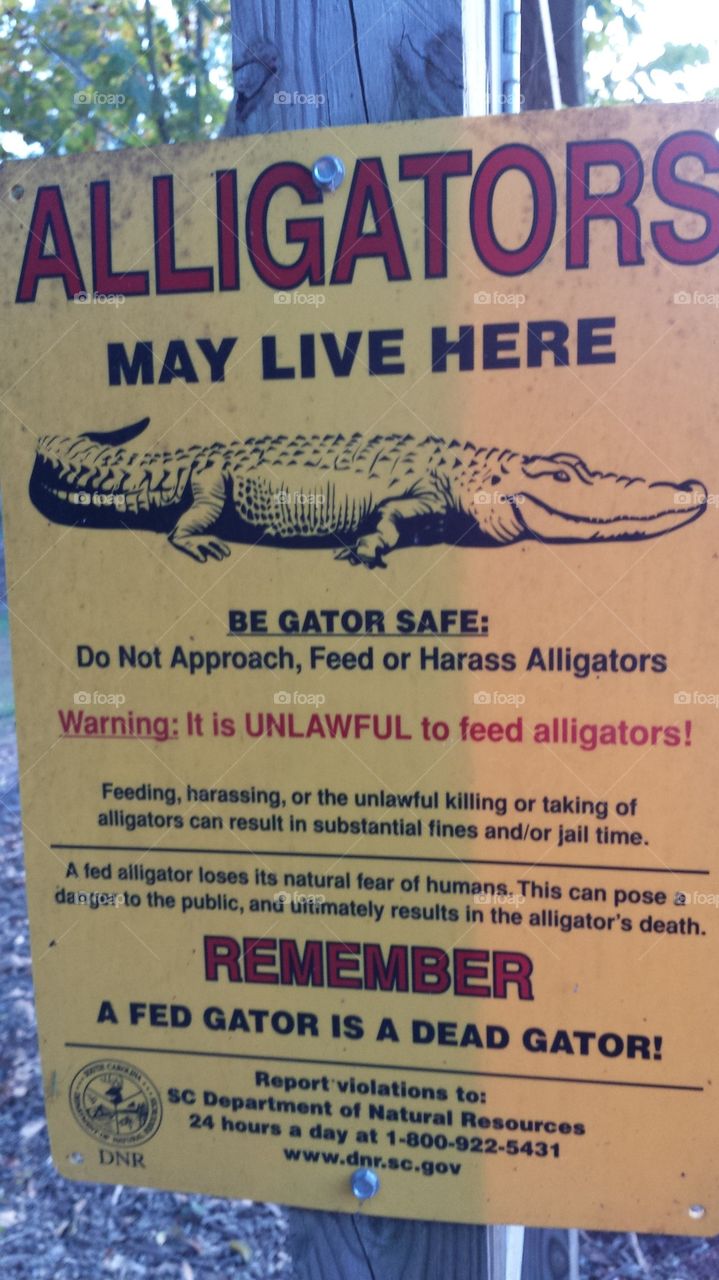 ALLIGATORS
MAY LIVE HERE
BE GATOR SAFE:
Do Not Approach, Feed or Harass Alligators
Warning: It is UNLAWFUL to feed alligators!
Feeding, harassing, or the unlawful killing or taking of
alligators can result in substantial fines and/or jail time.
A fed alligator loses its natural fear of humans. This can pose a
danger to the public, and ultimately results in the alligator's death.
REMEMBER
A FED GATOR IS A DEAD GATOR!
Report violations to:
SC Department of Natural Resources
24 hours a day at 1-800-922-5431
www.dnr.sc.gov
SOUTH CAROLINA
DNR
foap